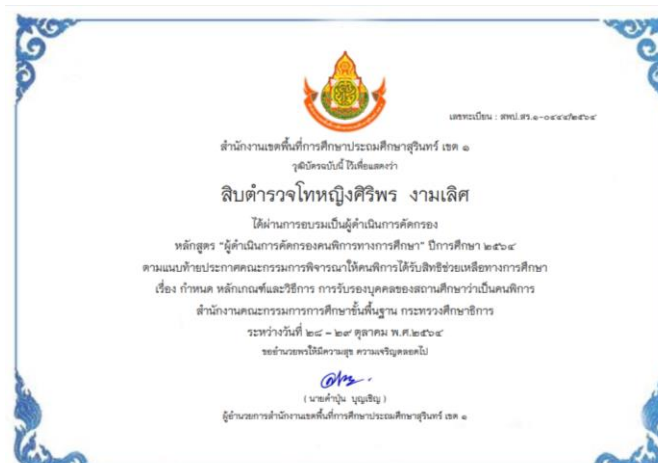 เลขทะเบียน : สพป.สร.๑-๐๔๔๔/๒๕๖๔
สำนักงานเขตพื้นที่การศึกษาประถมศึกษาสุรินทร์ เขต ๑
วุฒิบัตรฉบับนี้ ไว้เพื่อแสดงว่า
สิบตำรวจโทหญิงศิริพร งามเลิศ
ได้ผ่านการอบรมเป็นผู้ดำเนินการคัดกรอง
หลักสูตร "ผู้ดำเนินการคัดกรองคนพิการทางการศึกษา" ปีการศึกษา ๒๕๖๔
ตามแนบท้ายประกาศคณะกรรมการพิจารณาให้คนพิการได้รับสิทธิช่วยเหลือทางการศึกษา
เรื่อง กำหนด หลักเกณฑ์และวิธีการ การรับรองบุคคลของสถานศึกษาว่าเป็นคนพิการ
สำนักงานคณะกรรมการการศึกษาขั้นพื้นฐาน กระทรวงศึกษาธิการ
ระหว่างวันที่ ๒๘ – ๒๙ ตุลาคม พ.ศ.๒๕๖๔
ขออำนวยพรให้มีความสุข ความเจริญตลอดไป
( นายคำปุ่น บุญเชิญ )
ผู้อำนวยการสำนักงานเขตพื้นที่การศึกษาประถมศึกษาสุรินทร์ เขต ๑